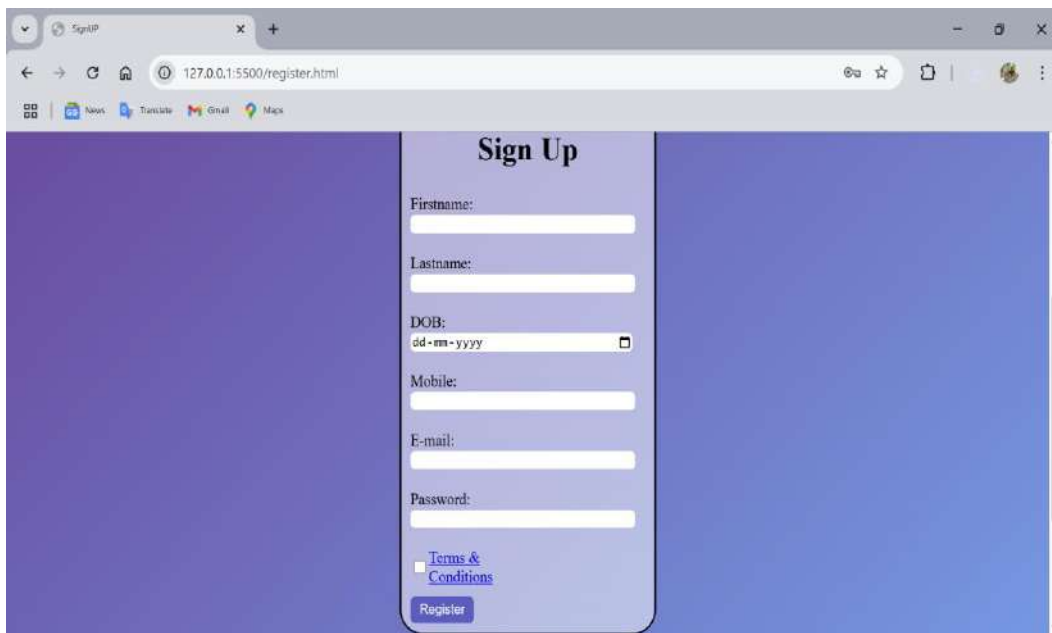 SignUP
127.0.0.1:5500/register.html
News Translate Gmail Maps
Sign Up
Firstname:
Lastname:
DOB:
dd-mm-yyyy
Mobile:
E-mail:
Password:
Terms &
Conditions
Register